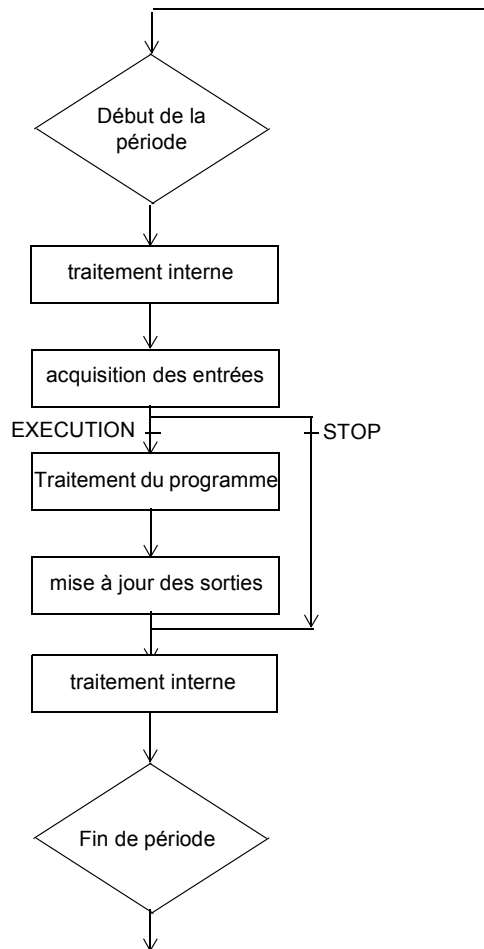 Début de la
période
traitement interne
acquisition des entrées
EXECUTION
STOP
Traitement du programme
mise à jour des sorties
traitement interne
Fin de période